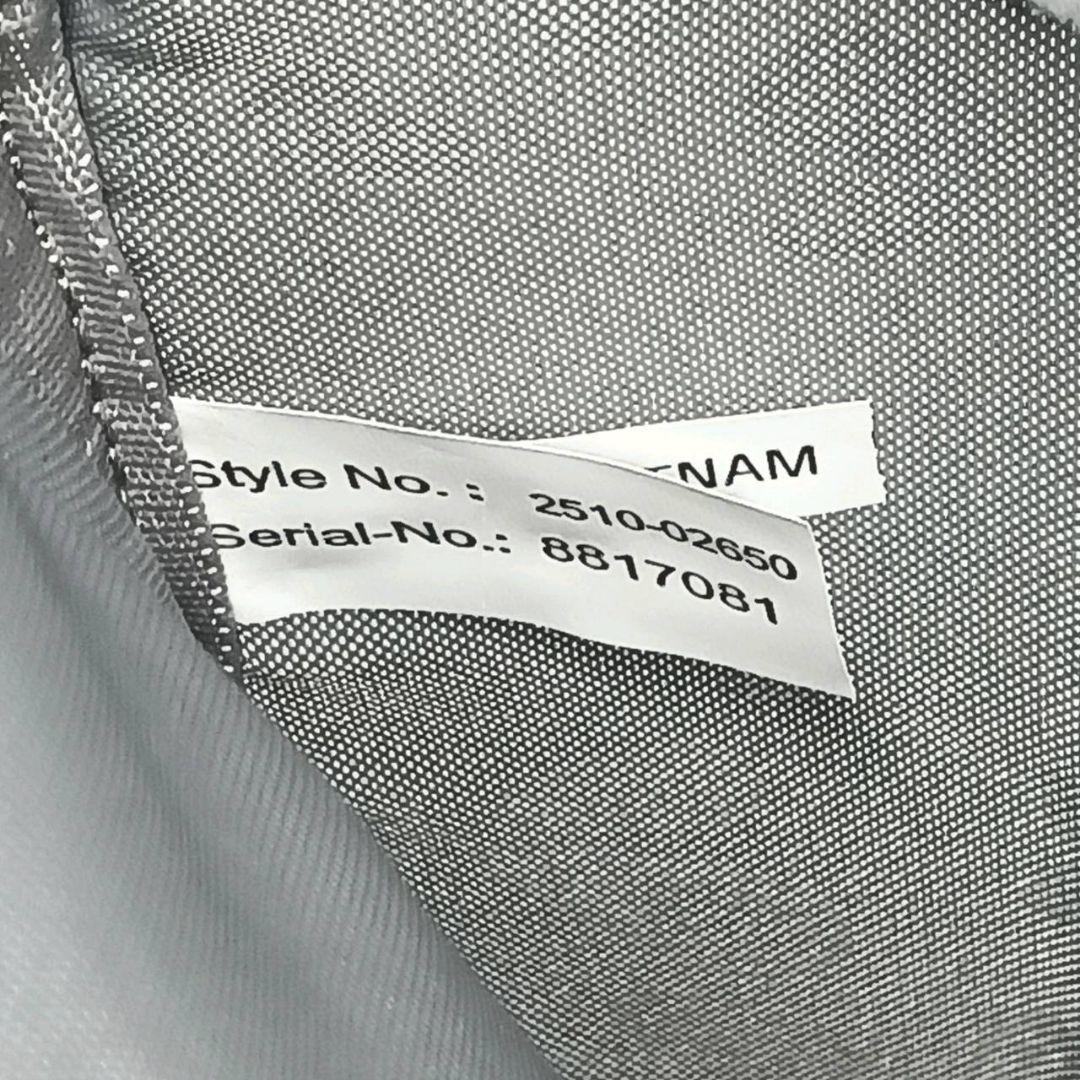 Style No. : 2510-02650
Serial-No.: 8817081